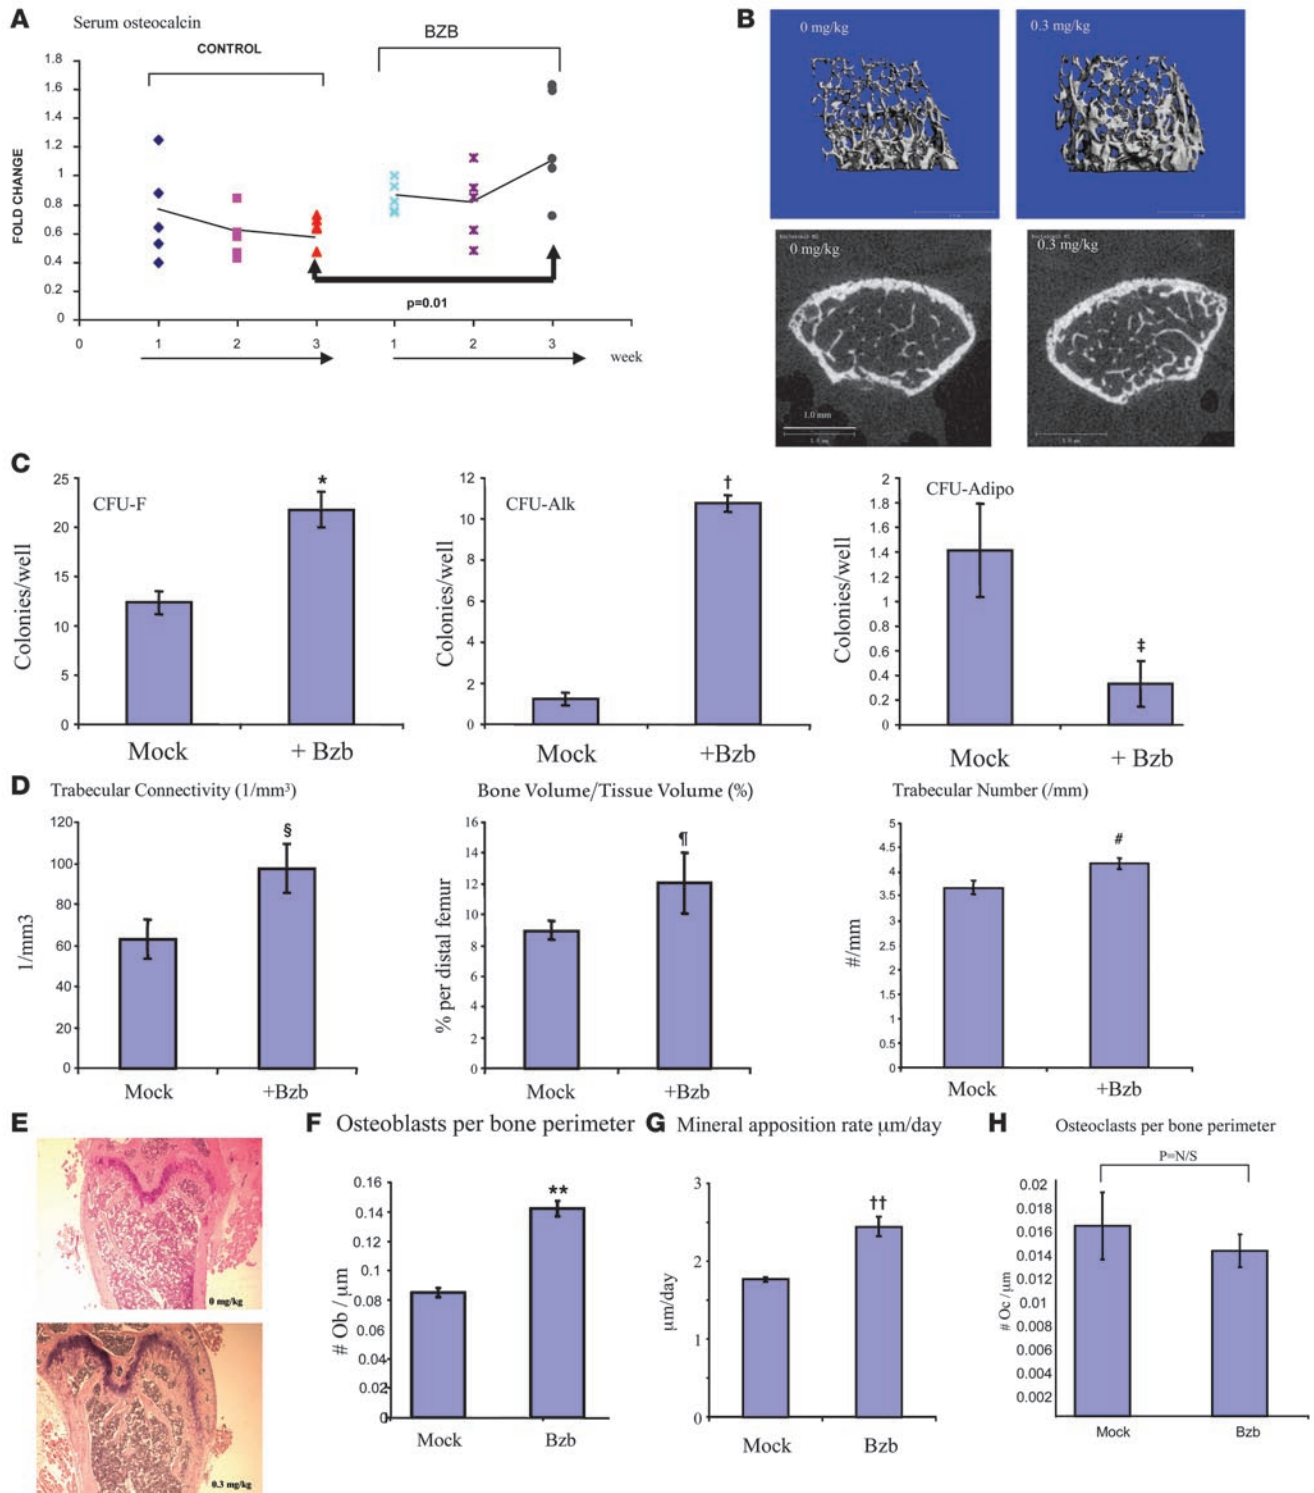 A
Serum osteocalcin
CONTROL
BZB
FOLD CHANGE
1.8
1.6
1.4
1.2
1
0.8
0.6
0.4
0.2
0
p=0.01
0 1 2 3 1 2 3
week
B
0 mg/kg
0.3 mg/kg
0 mg/kg
0.3 mg/kg
1.0 mm
C
CFU-F
Colonies/well
25
20
15
10
5
0
*
Mock + Bzb
CFU-Alk
Colonies/well
12
10
8
6
4
2
0
†
Mock +Bzb
CFU-Adipo
Colonies/well
2
1.8
1.6
1.4
1.2
1
0.8
0.6
0.4
0.2
0
‡
Mock + Bzb
D
Trabecular Connectivity (1/mm³)
1/mm3
120
100
80
60
40
20
0
§
Mock +Bzb
Bone Volume/Tissue Volume (%)
% per distal femur
16
14
12
10
8
6
4
2
0
¶
Mock +Bzb
Trabecular Number (/mm)
#/mm
5
4.5
4
3.5
3
2.5
2
1.5
1
0.5
0
#
Mock +Bzb
E
0 mg/kg
0.3 mg/kg
F Osteoblasts per bone perimeter
# Ob / μm
0.16
0.14
0.12
0.1
0.08
0.06
0.04
0.02
0
**
Mock Bzb
G Mineral apposition rate μm/day
μm/day
3
2
1
0
††
Mock Bzb
H
Osteoclasts per bone perimeter
P=N/S
# Oc / μm
0.02
0.018
0.016
0.014
0.012
0.01
0.008
0.006
0.004
0.002
Mock Bzb